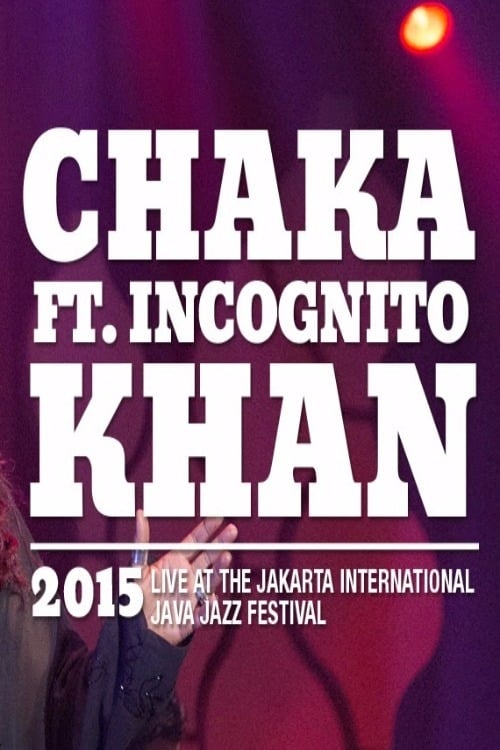 CHAKA
FT. INCOGNITO
KHAN
2015 LIVE AT THE JAKARTA INTERNATIONAL
JAVA JAZZ FESTIVAL